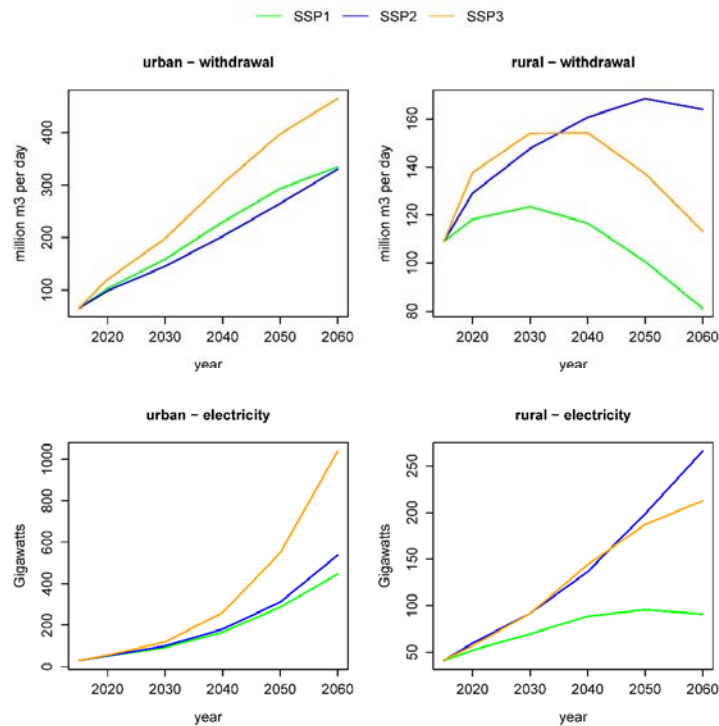 SSP1 SSP2 SSP3
urban − withdrawal
million m3 per day
100 200 300 400
2020 2030 2040 2050 2060
year
rural − withdrawal
million m3 per day
80 100 120 140 160
2020 2030 2040 2050 2060
year
urban − electricity
Gigawatts
0 200 400 600 800 1000
2020 2030 2040 2050 2060
year
rural − electricity
Gigawatts
50 100 150 200 250
2020 2030 2040 2050 2060
year